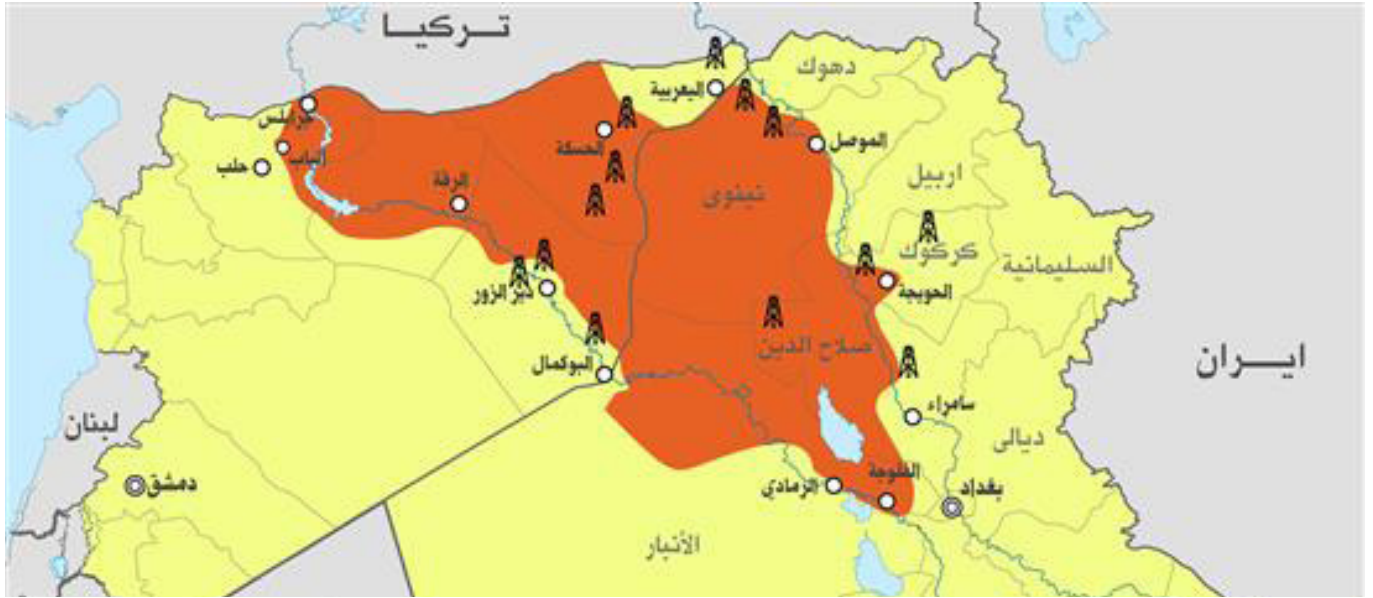 تركيا
دهوك
اليعربية
جرابلس
الموصل
الحسكة
الباب
حلب
اربيل
الرقة
نينوى
كركوك
السليمانية
الحويجة
دير الزور
صلاح الدين
ايران
البوكمال
سامراء
لبنان
ديالى
الفلوجة
دمشق
الرمادي
بغداد
الأنبار